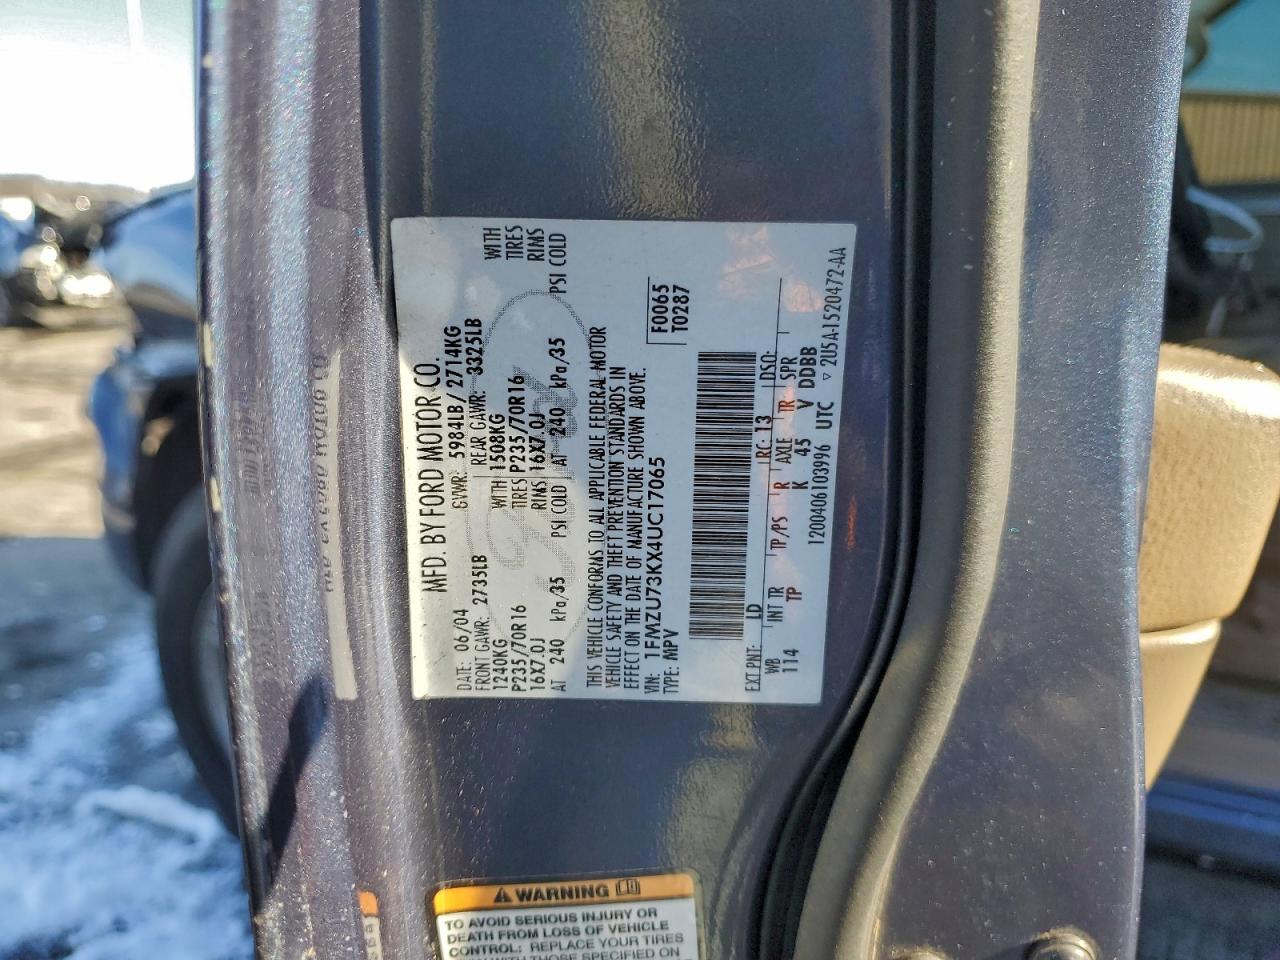 MFD. BY FORD MOTOR CO.
DATE: 06/04 GVWR: 5984LB/ 2714KG
FRONT GAWR: 2735LB REAR GAWR: 3325LB
1240KG WITH 1508KG WITH
P235/70R16 TIRES P235/70R16 TIRES
16X7.0J RIMS 16X7.0J RIMS
AT 240 kPa/35 PSI COLD AT 240 kPa/35 PSI COLD
THIS VEHICLE CONFORMS TO ALL APPLICABLE FEDERAL MOTOR
VEHICLE SAFETY AND THEFT PREVENTION STANDARDS IN
EFFECT ON THE DATE OF MANUFACTURE SHOWN ABOVE.
VIN: 1FMZU73KX4UC17065
TYPE: MPV
F0065
T0287
EXT PNT: LD RC: 13 DSO:
WB INT TR TP/PS R AXLE TR SPR
114 TP K 45 V DDBB
1200406103996 UTC ▽ 2U5A-1520472-AA
WARNING
TO AVOID SERIOUS INJURY OR
DEATH FROM LOSS OF VEHICLE
CONTROL: REPLACE YOUR TIRES
WITH THOSE SPECIFIED ON